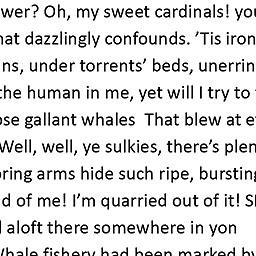 wer? Oh, my sweet cardinals! you
hat dazzlingly confounds. ’Tis iron
ns, under torrents’ beds, unerrin
the human in me, yet will I try to
ose gallant whales  That blew at e
Well, well, ye sulkies, there’s plen
oring arms hide such ripe, bursting
d of me! I’m quarried out of it! S
l aloft there somewhere in yon
Whale fishery had been marked by